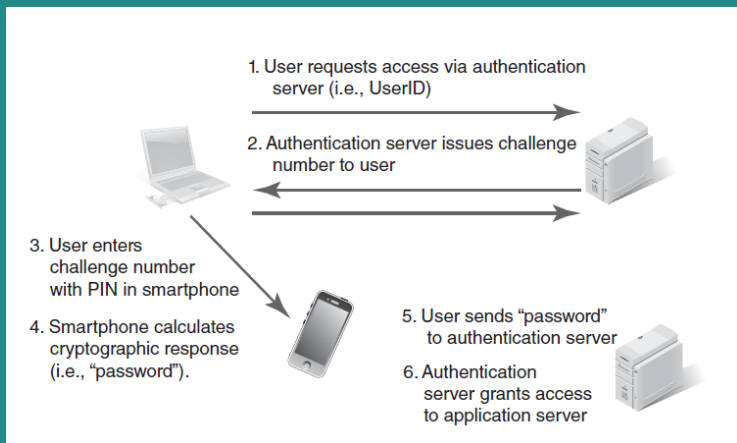 1. User requests access via authentication
server (i.e., UserID)
2. Authentication server issues challenge
number to user
3. User enters
challenge number
with PIN in smartphone
4. Smartphone calculates
cryptographic response
(i.e., “password”).
5. User sends “password”
to authentication server
6. Authentication
server grants access
to application server